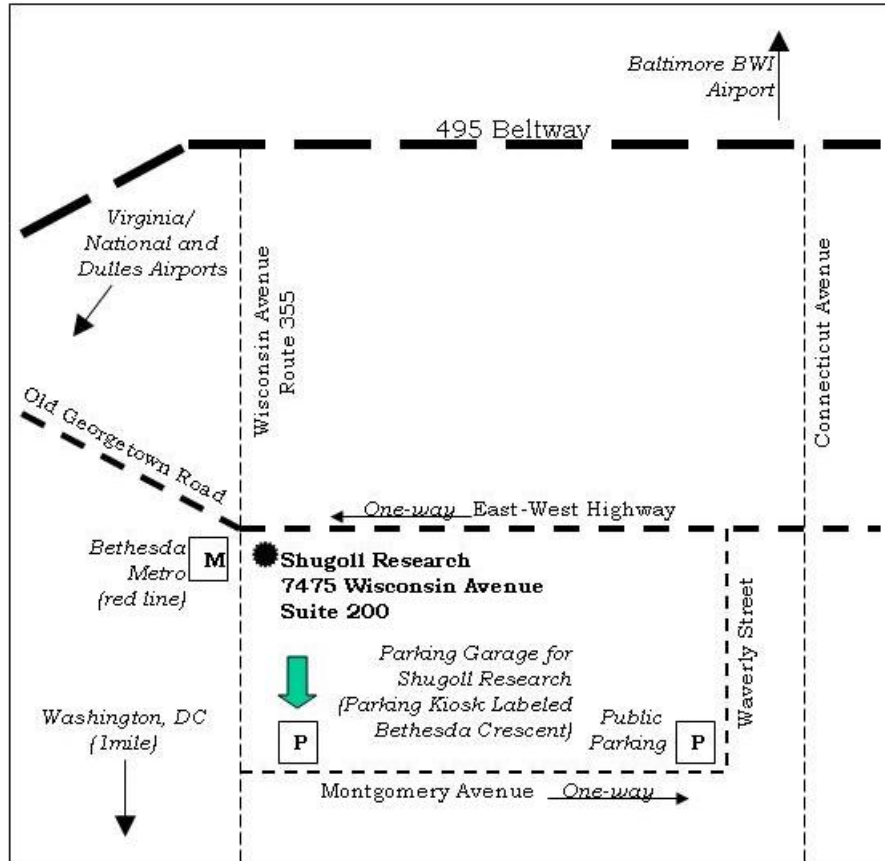 Baltimore BWI
Airport
495 Beltway
Virginia/
National and
Dulles Airports
Wisconsin Avenue
Route 355
Connecticut Avenue
Old Georgetown Road
One-way East-West Highway
Bethesda
Metro
(red line)
M
Shugoll Research
7475 Wisconsin Avenue
Suite 200
Waverly Street
Parking Garage for
Shugoll Research
(Parking Kiosk Labeled
Bethesda Crescent)
P
Public
Parking
P
Washington, DC
(1mile)
Montgomery Avenue One-way